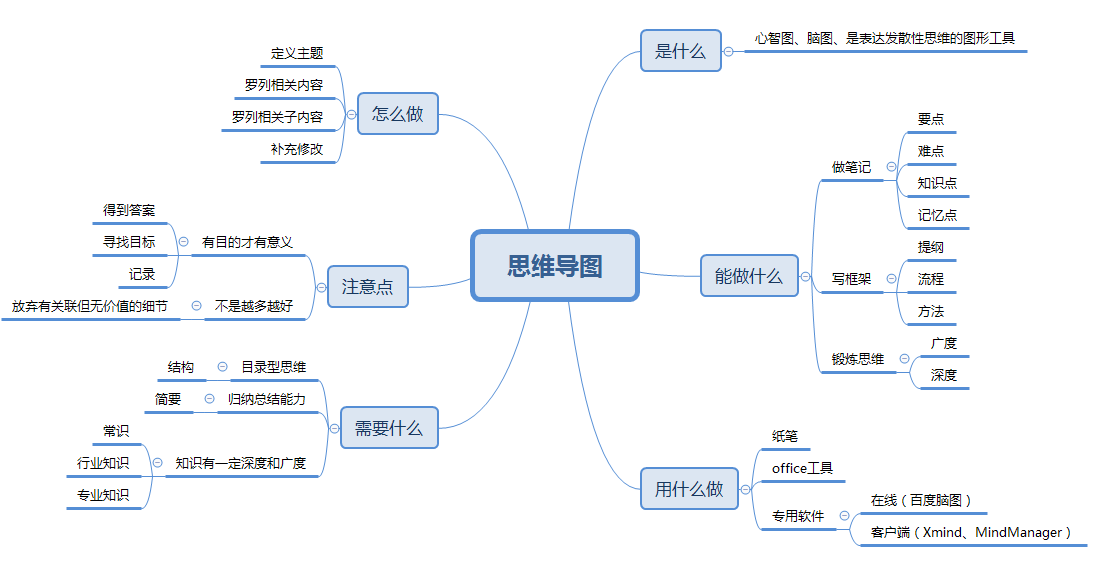 思维导图
是什么
心智图、脑图、是表达发散性思维的图形工具
能做什么
做笔记
要点
难点
知识点
记忆点
写框架
提纲
流程
方法
锻炼思维
广度
深度
用什么做
纸笔
office工具
专用软件
在线（百度脑图）
客户端（Xmind、MindManager）
怎么做
定义主题
罗列相关内容
罗列相关子内容
补充修改
注意点
有目的才有意义
得到答案
寻找目标
记录
不是越多越好
放弃有关联但无价值的细节
需要什么
目录型思维
结构
归纳总结能力
简要
知识有一定深度和广度
常识
行业知识
专业知识